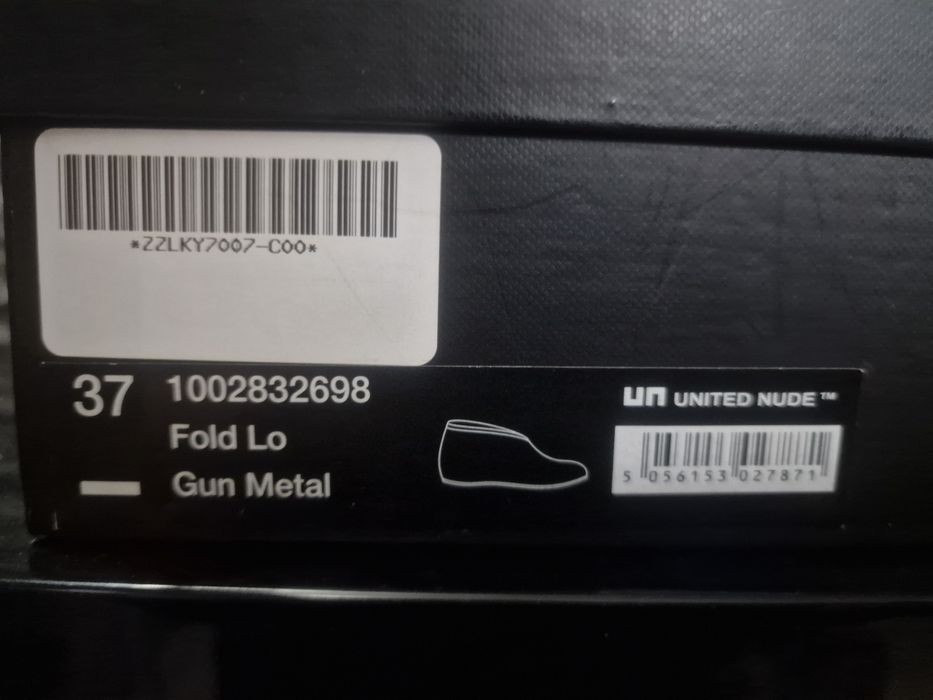 *ZZLKY7007-C00*
37 1002832698
Fold Lo
Gun Metal
un UNITED NUDE™
5 056153 027871